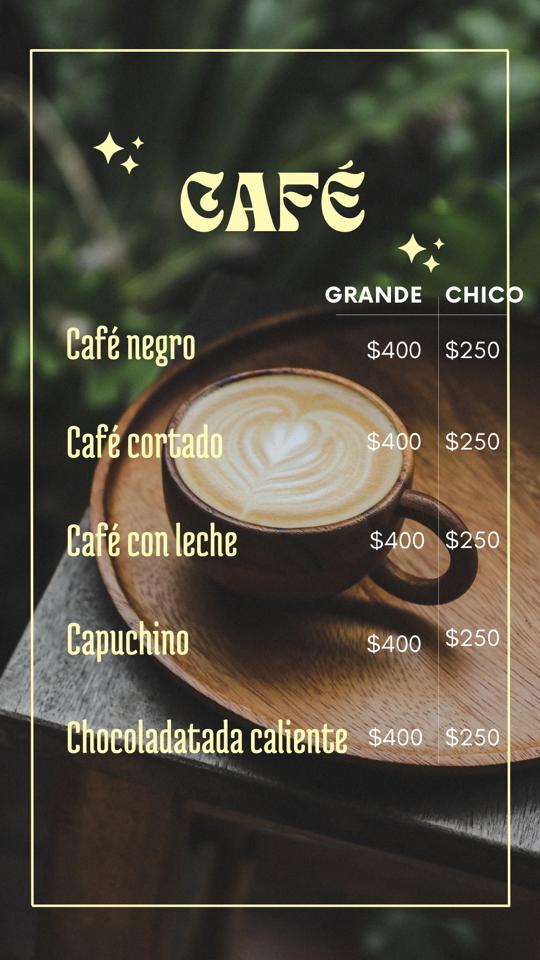 CAFÉ
GRANDE CHICO
Café negro $400 $250
Café cortado $400 $250
Café con leche $400 $250
Capuchino $400 $250
Chocoladatada caliente $400 $250